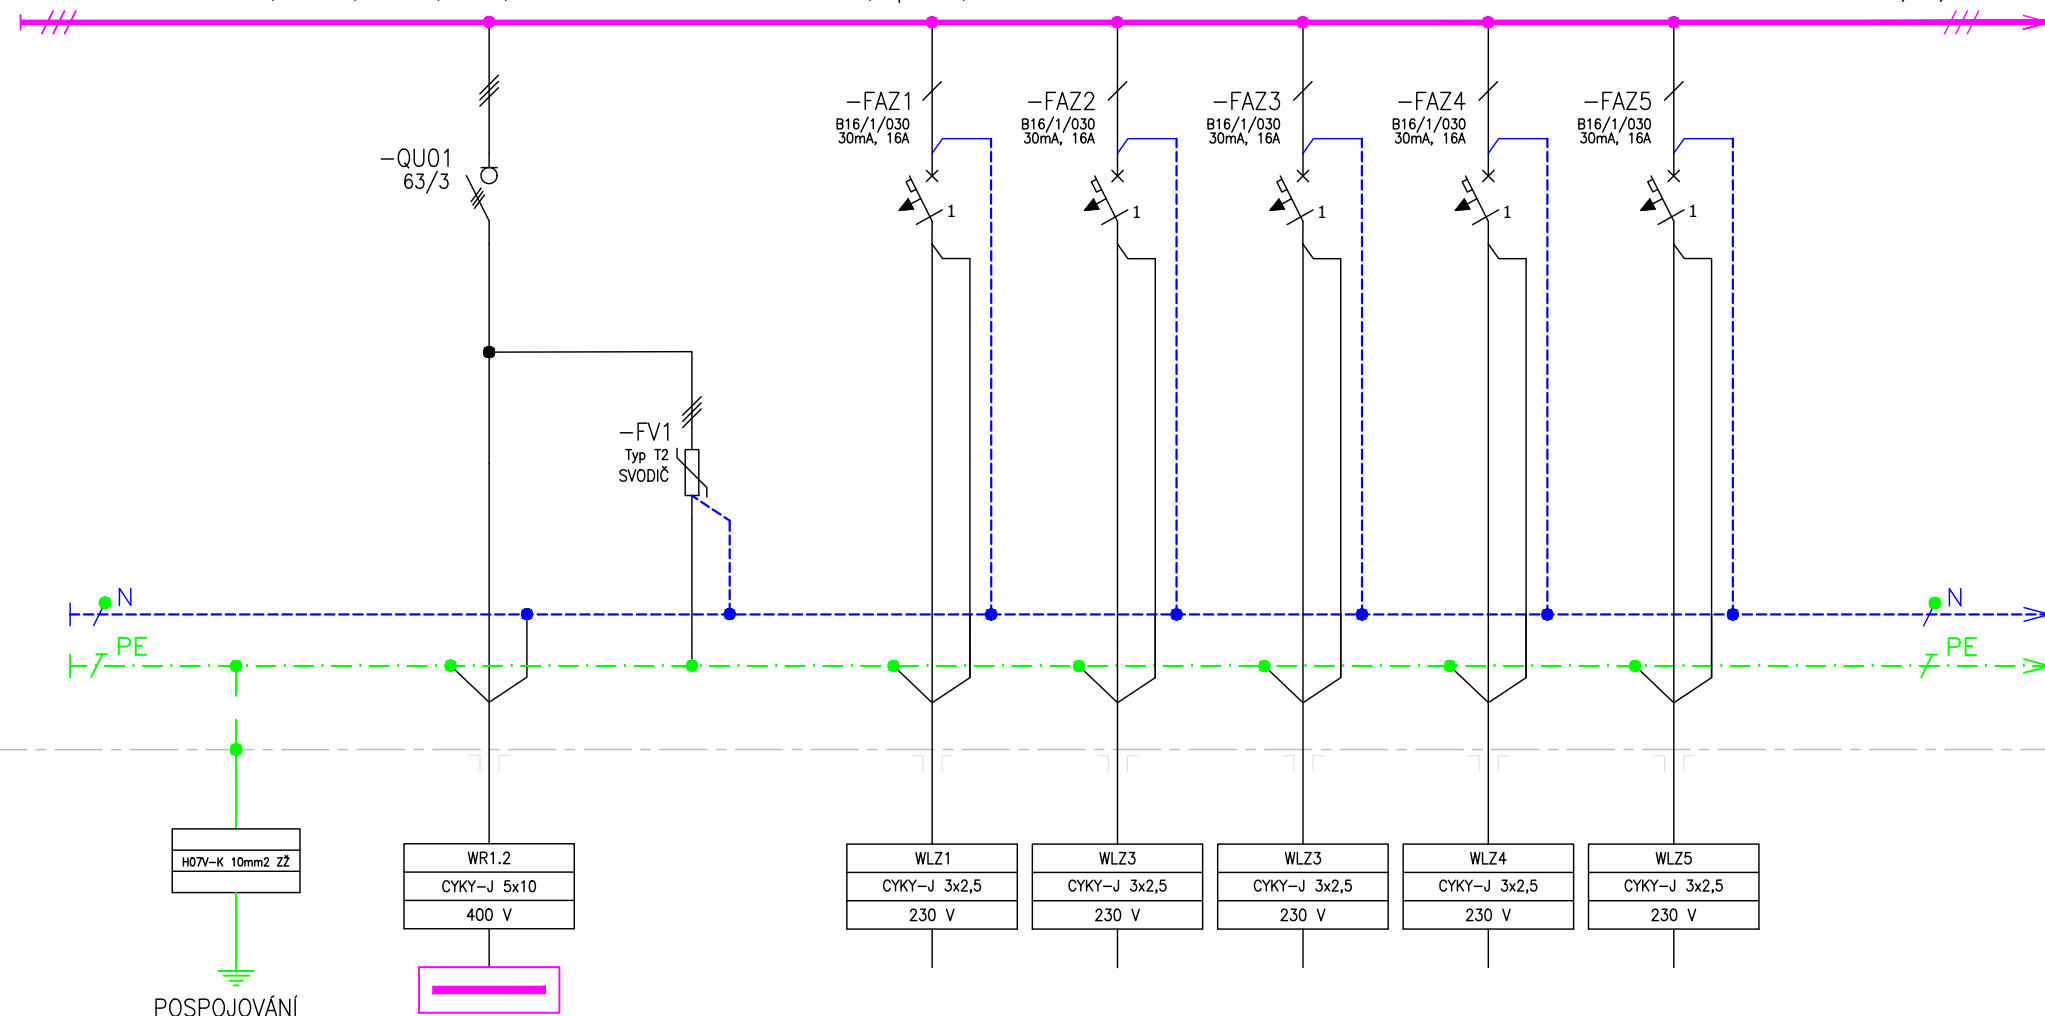 -QU01
63/3
-FV1
Typ T2
SVODIČ
-FAZ1
B16/1/030
30mA, 16A
1
-FAZ2
B16/1/030
30mA, 16A
1
-FAZ3
B16/1/030
30mA, 16A
1
-FAZ4
B16/1/030
30mA, 16A
1
-FAZ5
B16/1/030
30mA, 16A
1
N
N
PE
PE
H07V-K 10mm2 ZŽ
POSPOJOVÁNÍ
WR1.2
CYKY-J 5x10
400 V
WLZ1
CYKY-J 3x2,5
230 V
WLZ3
CYKY-J 3x2,5
230 V
WLZ3
CYKY-J 3x2,5
230 V
WLZ4
CYKY-J 3x2,5
230 V
WLZ5
CYKY-J 3x2,5
230 V